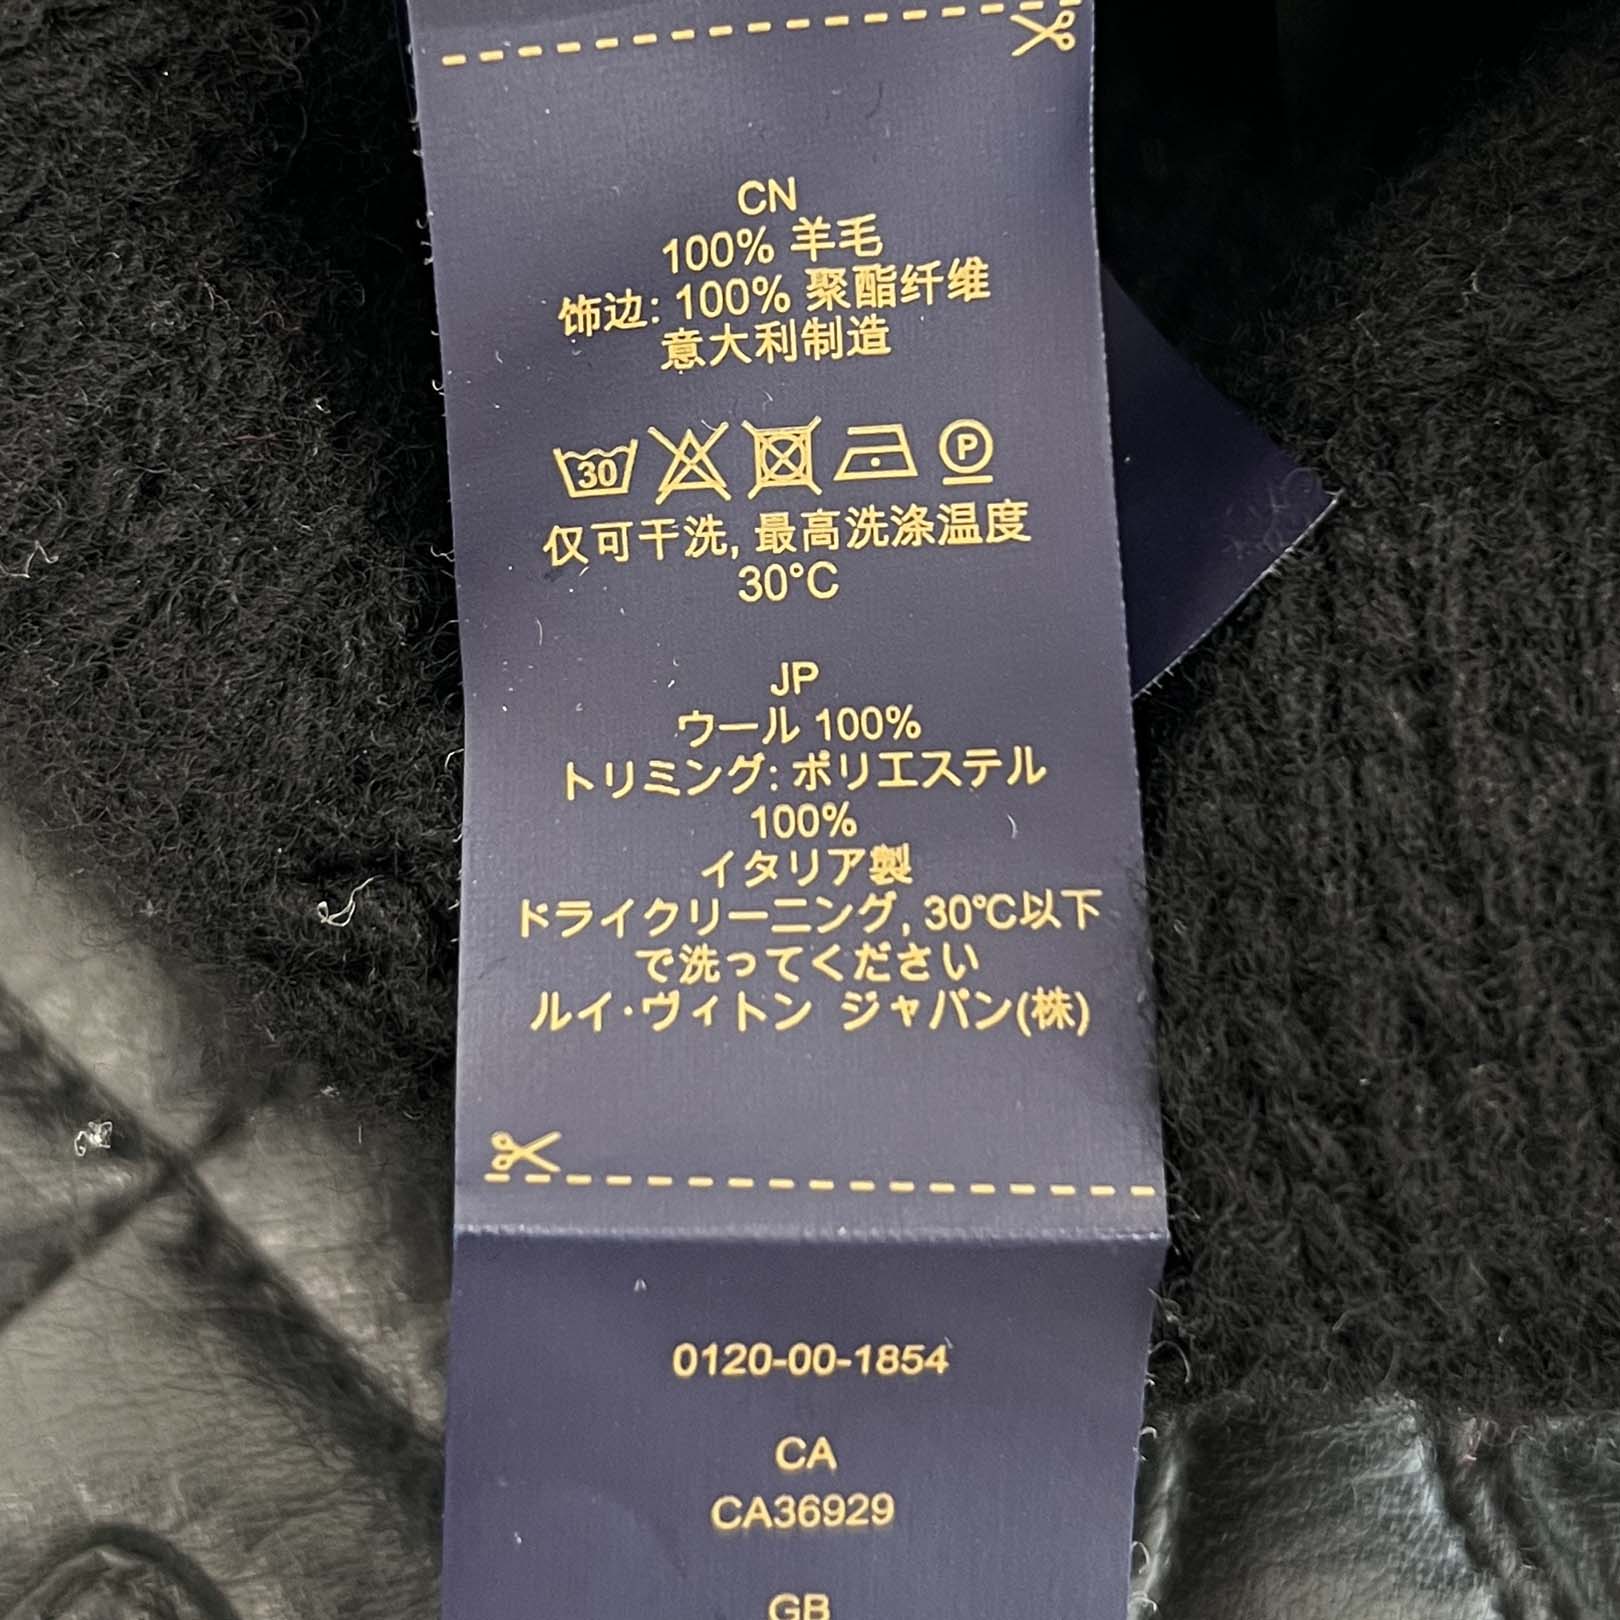 CN
100% 羊毛
饰边: 100% 聚酯纤维
意大利制造
30
P
仅可干洗, 最高洗涤温度
30°C
JP
ウール 100%
トリミング: ポリエステル
100%
イタリア製
ドライクリーニング, 30℃以下
で洗ってください
ルイ・ヴィトン ジャパン(株)
0120-00-1854
CA
CA36929
GB